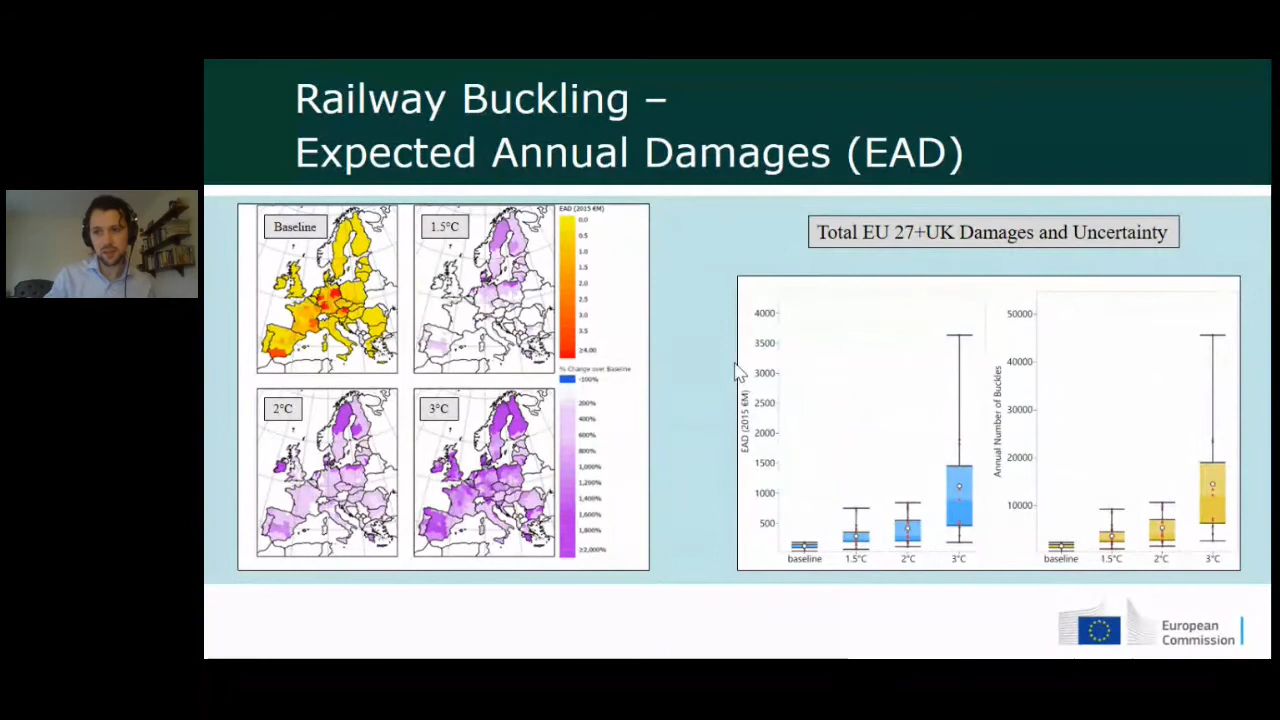 Railway Buckling –
Expected Annual Damages (EAD)
Baseline
1.5°C
2°C
3°C
EAD (2015 €M)
0.0
0.5
1.0
1.5
2.0
2.5
3.0
3.5
≥4.00
% Change over Baseline
-100%
200%
400%
600%
800%
1,000%
1,200%
1,400%
1,600%
1,800%
≥2,000%
Total EU 27+UK Damages and Uncertainty
EAD (2015 €M)
4000
3500
3000
2500
2000
1500
1000
500
baseline
1.5°C
2°C
3°C
Annual Number of Buckles
50000
40000
30000
20000
10000
baseline
1.5°C
2°C
3°C
European
Commission